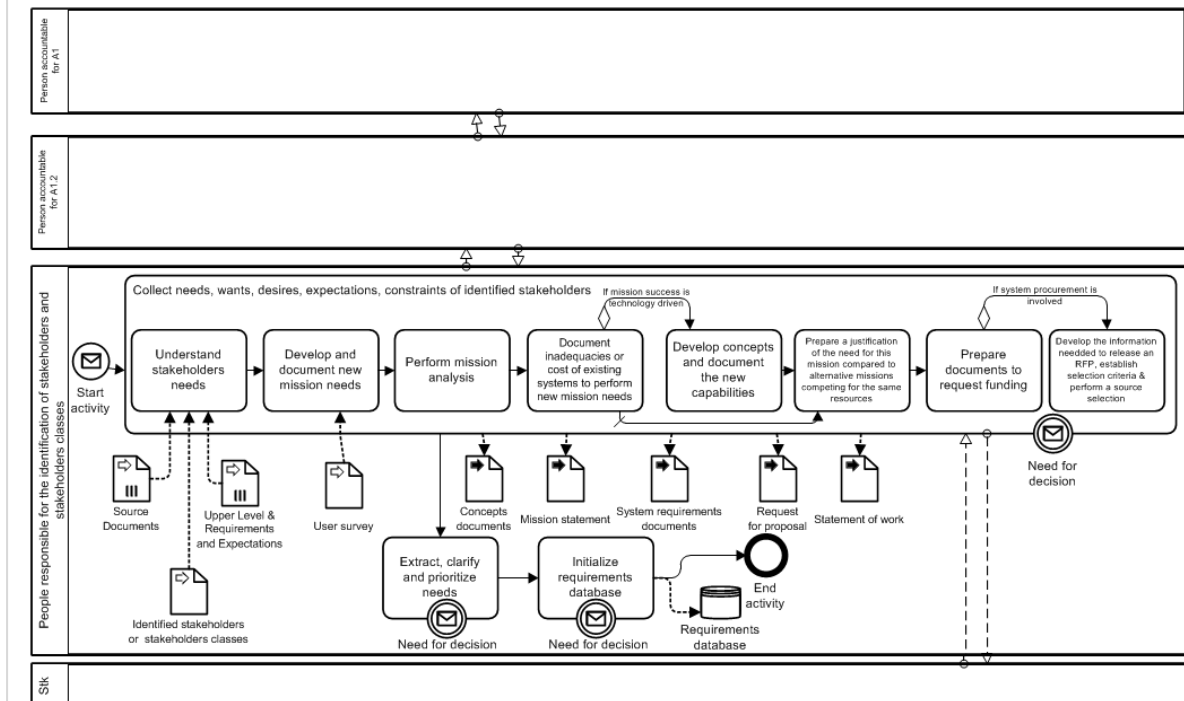 Person accountable
for A1
Person accountable
for A1.2
People responsible for the identification of stakeholders and
stakeholders classes
Collect needs, wants, desires, expectations, constraints of identified stakeholders
If mission success is
technology driven
If system procurement is
involved
Start
activity
Understand
stakeholders
needs
Develop and
document new
mission needs
Perform mission
analysis
Document
inadequacies or
cost of existing
systems to perform
new mission needs
Develop concepts
and document
the new
capabilities
Prepare a justification
of the need for this
mission compared to
alternative missions
competing for the same
resources
Prepare
documents to
request funding
Develop the information
needded to release an
RFP, establish
selection criteria &
perform a source
selection
Need for
decision
Source
Documents
Upper Level &
Requirements
and Expectations
User survey
Concepts
documents
Mission statement
System requirements
documents
Request
for proposal
Statement of work
Identified stakeholders
or stakeholders classes
Extract, clarify
and prioritize
needs
Need for decision
Initialize
requirements
database
Need for decision
End
activity
Requirements
database
Stk